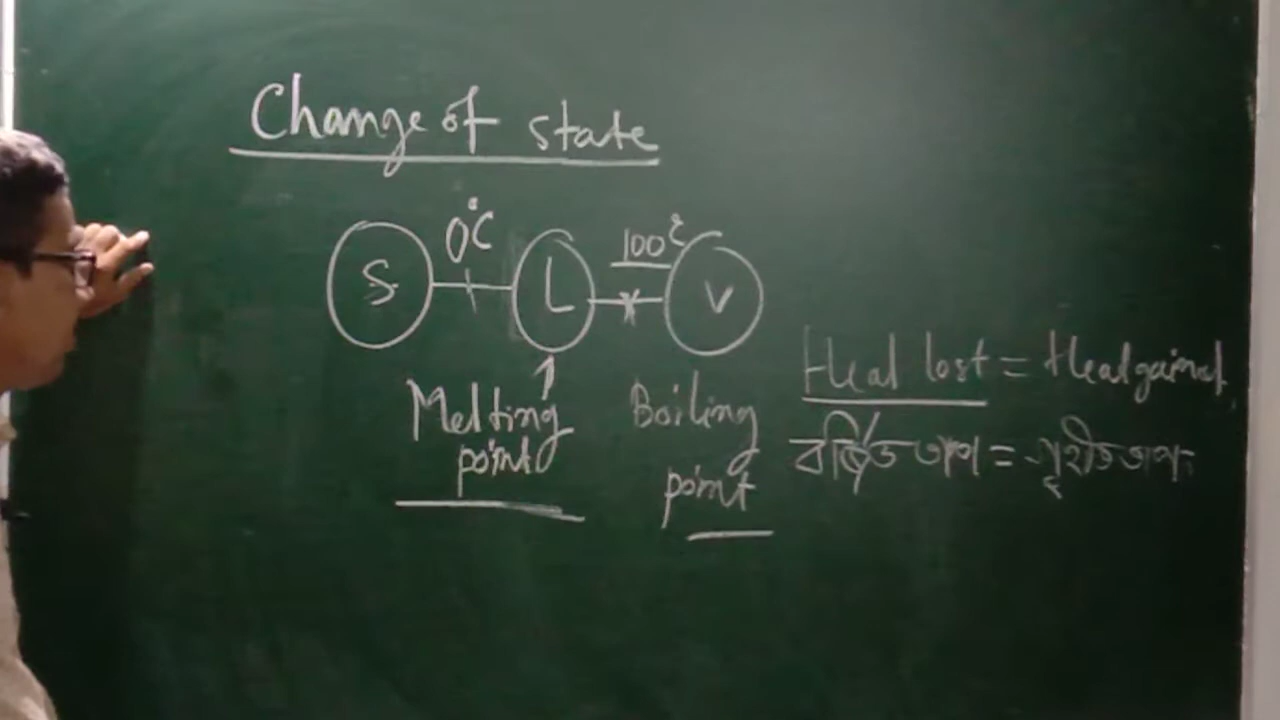 Change of state
0°C
100°C
S
L
V
Melting
point
Boiling
point
Heat lost = Heat gained
বর্জিত তাপ = গৃহীত তাপ